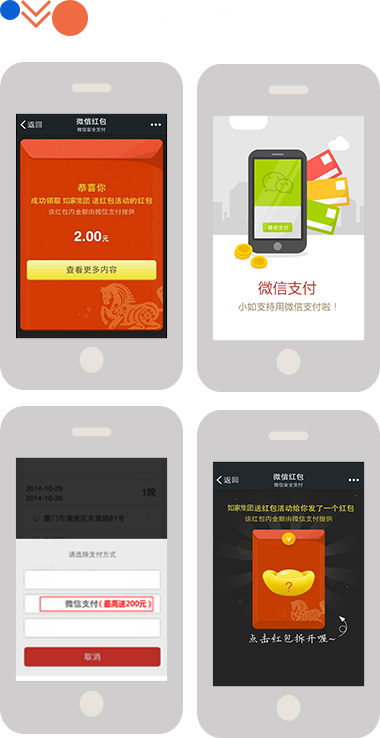 返回
微信红包
微信安全支付
恭喜你
成功领取 如家集团 送红包活动的红包
该红包内金额由微信支付提供
2.00元
查看更多内容
微信支付
微信支付
小如支持用微信支付啦！
2014-10-29
2014-10-30
1晚
厦门市湖里区东渡路61号
请选择支付方式
微信支付(最高送200元)
取消
返回
微信红包
微信安全支付
如家集团送红包活动给你发了一个红包
该红包内金额由微信支付提供
¥
?
点击红包拆开喔~